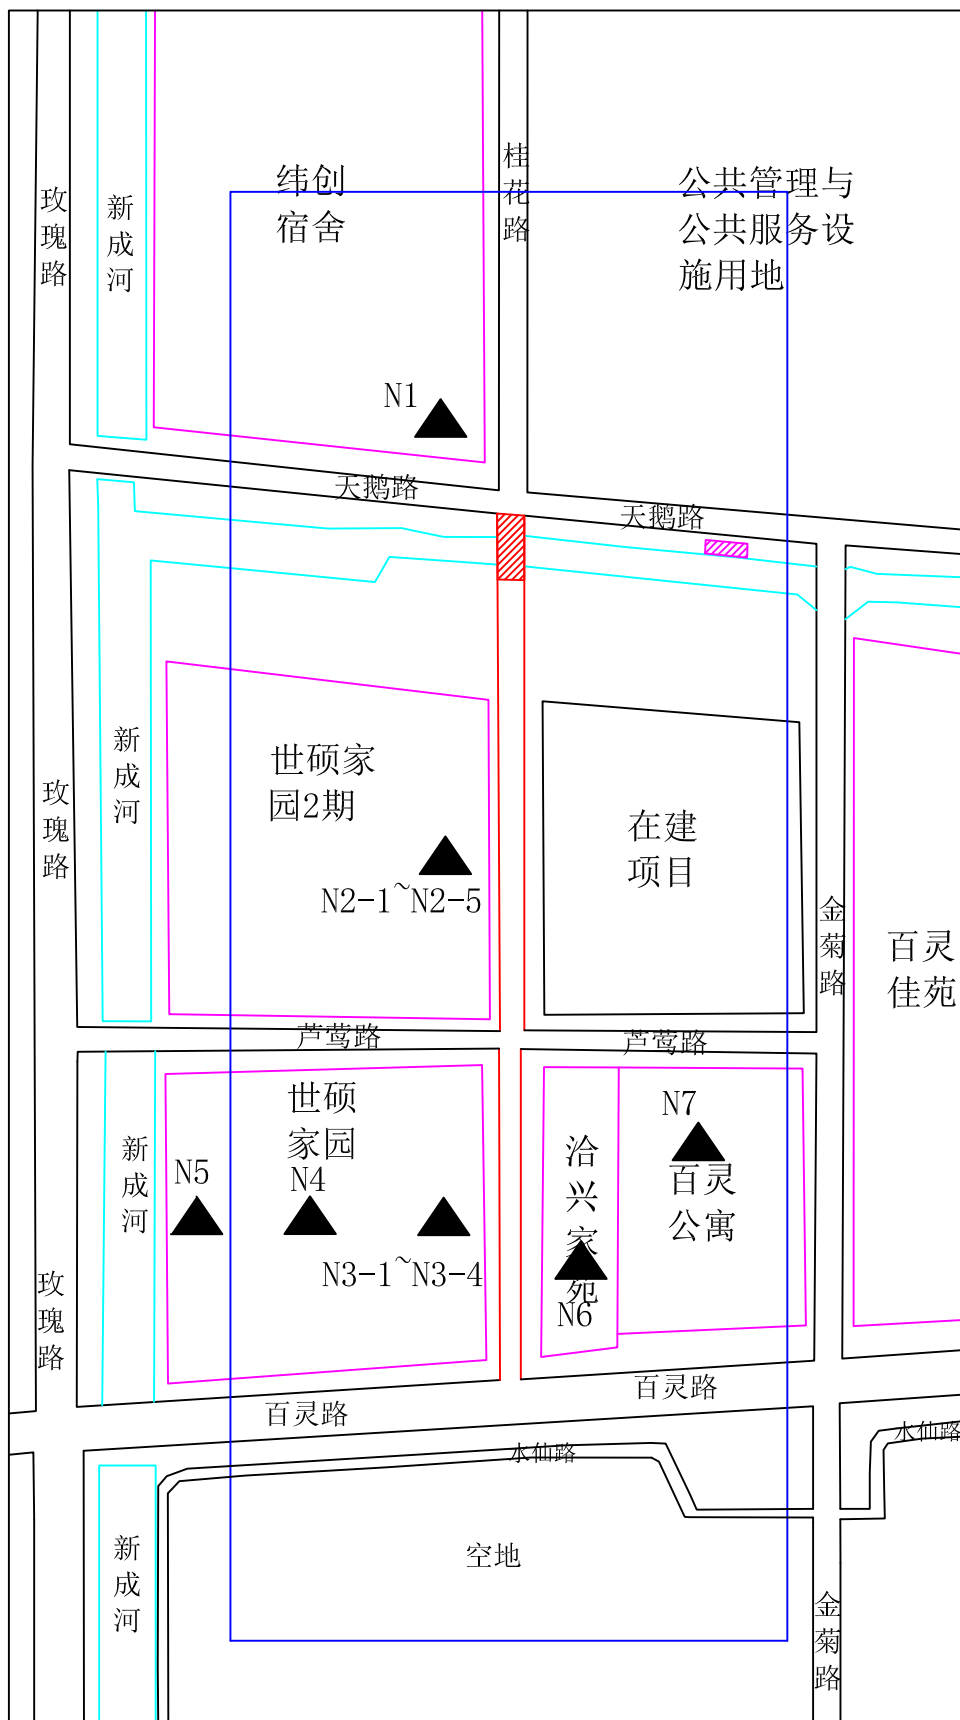 纬创
宿舍
桂花路
公共管理与
公共服务设
施用地
玫瑰路
新成河
N1
天鹅路
天鹅路
世硕家
园2期
新成河
玫瑰路
在建
项目
N2-1~N2-5
金菊路
百灵
佳苑
芦莺路
芦莺路
世硕
家园
N7
新成河
洽兴家苑
百灵
公寓
N5
N4
N3-1~N3-4
N6
玫瑰路
百灵路
百灵路
水仙路
水仙路
新成河
空地
金菊路